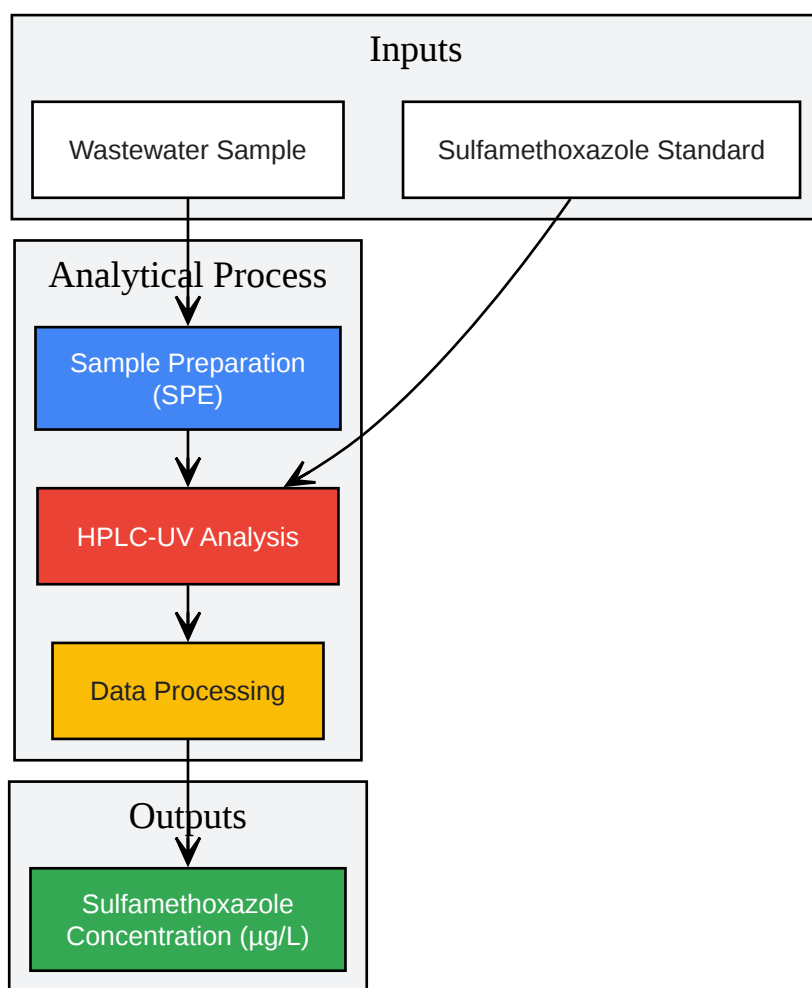 Inputs
Wastewater Sample
Sulfamethoxazole Standard
Analytical Process
Sample Preparation
(SPE)
HPLC-UV Analysis
Data Processing
Outputs
Sulfamethoxazole
Concentration (µg/L)